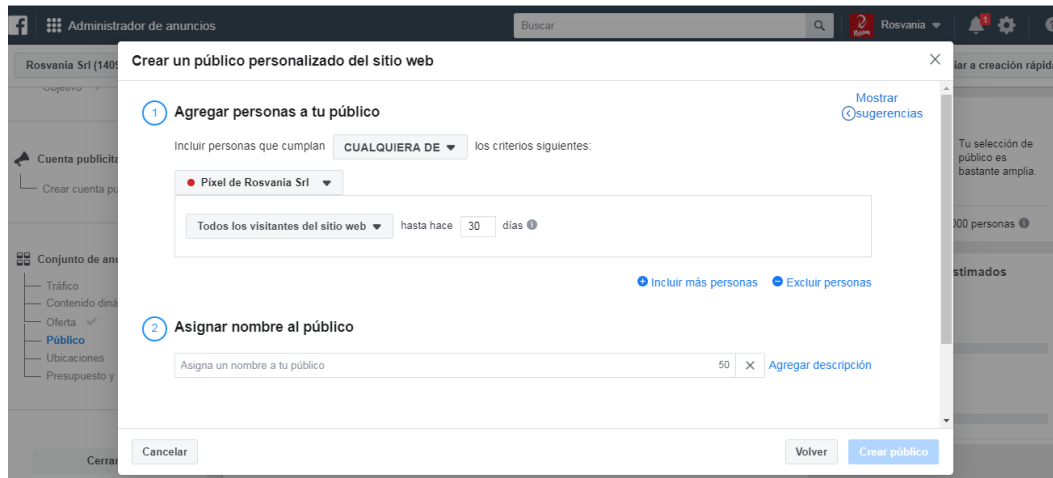 Administrador de anuncios
Buscar
Rosvania
1
Rosvania Srl (1409
iar a creación rápida
Crear un público personalizado del sitio web
Objetivo
Mostrar
sugerencias
1 Agregar personas a tu público
Incluir personas que cumplan CUALQUIERA DE los criterios siguientes:
Tu selección de
público es
bastante amplia.
Cuenta publicita
Crear cuenta pu
Píxel de Rosvania Srl
Todos los visitantes del sitio web hasta hace 30 días
000 personas
Conjunto de anu
stimados
Incluir más personas Excluir personas
Tráfico
Contenido diná
Oferta
Público
Ubicaciones
Presupuesto y
2 Asignar nombre al público
Asigna un nombre a tu público 50 Agregar descripción
Cancelar Volver Crear público
Cerrar